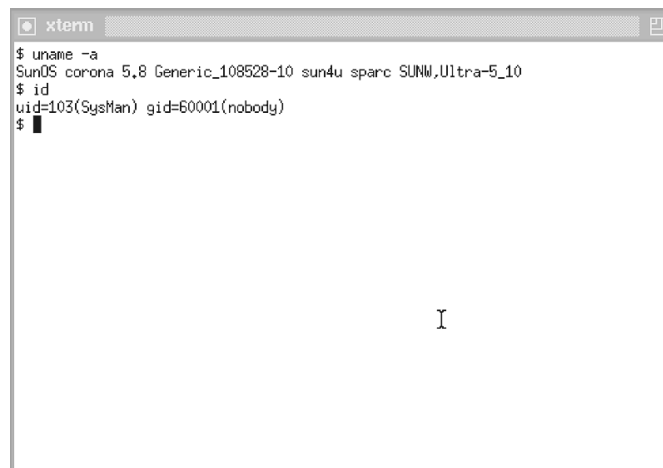 xterm
$ uname -a
SunOS corona 5.8 Generic_108528-10 sun4u sparc SUNW,Ultra-5_10
$ id
uid=103(SysMan) gid=60001(nobody)
$